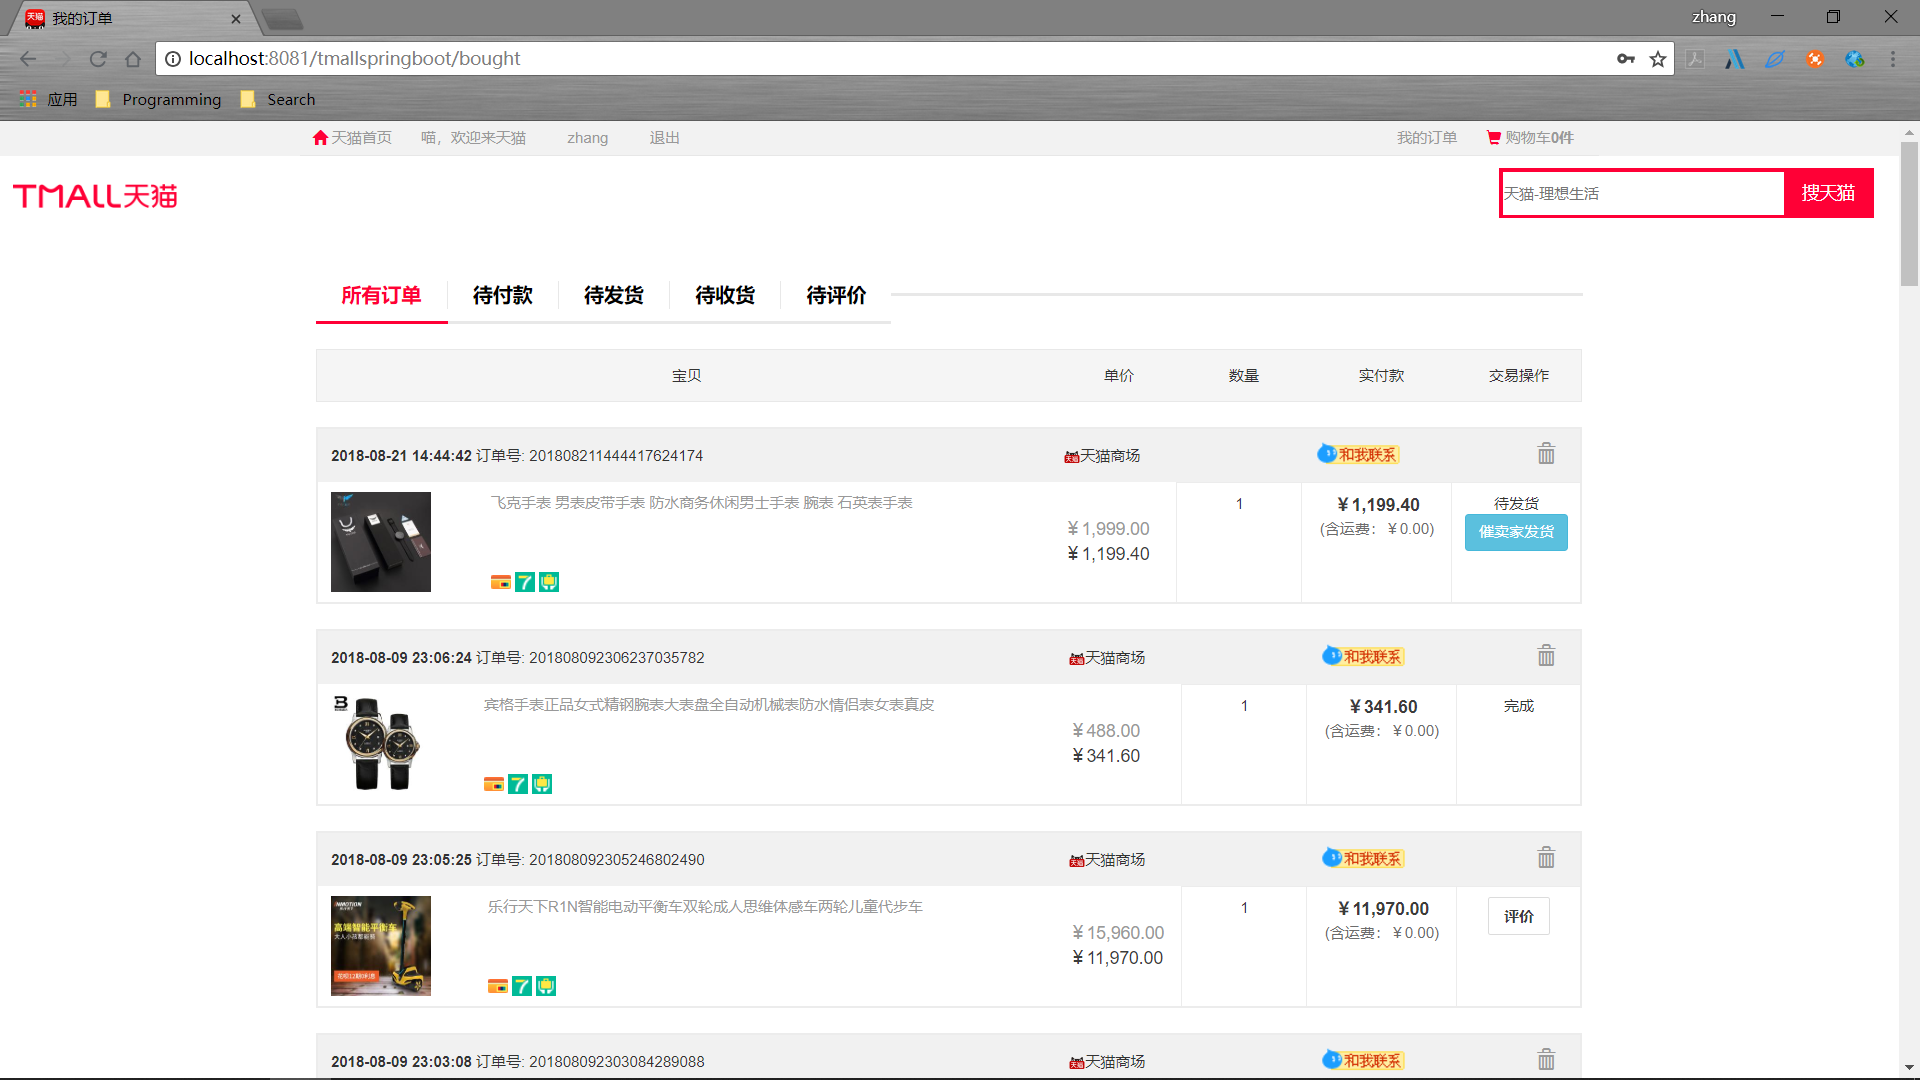 我的订单
zhang
localhost:8081/tmallspringboot/bought
应用 Programming Search
天猫首页 喵，欢迎来天猫 zhang 退出 我的订单 购物车0件
TMALL天猫
天猫-理想生活 搜天猫
所有订单 待付款 待发货 待收货 待评价
宝贝 单价 数量 实付款 交易操作
2018-08-21 14:44:42 订单号: 201808211444417624174 天猫商场 和我联系
飞克手表 男表皮带手表 防水商务休闲男士手表 腕表 石英表手表 1 ￥1,199.40 待发货
￥1,999.00 (含运费：￥0.00) 催卖家发货
￥1,199.40
7
2018-08-09 23:06:24 订单号: 201808092306237035782 天猫商场 和我联系
宾格手表正品女式精钢腕表大表盘全自动机械表防水情侣表女表真皮 1 ￥341.60 完成
￥488.00 (含运费：￥0.00)
￥341.60
7
2018-08-09 23:05:25 订单号: 201808092305246802490 天猫商场 和我联系
乐行天下R1N智能电动平衡车双轮成人思维体感车两轮儿童代步车 1 ￥11,970.00 评价
￥15,960.00 (含运费：￥0.00)
￥11,970.00
INMOTION
高端智能平衡车
7
2018-08-09 23:03:08 订单号: 201808092303084289088 天猫商场 和我联系